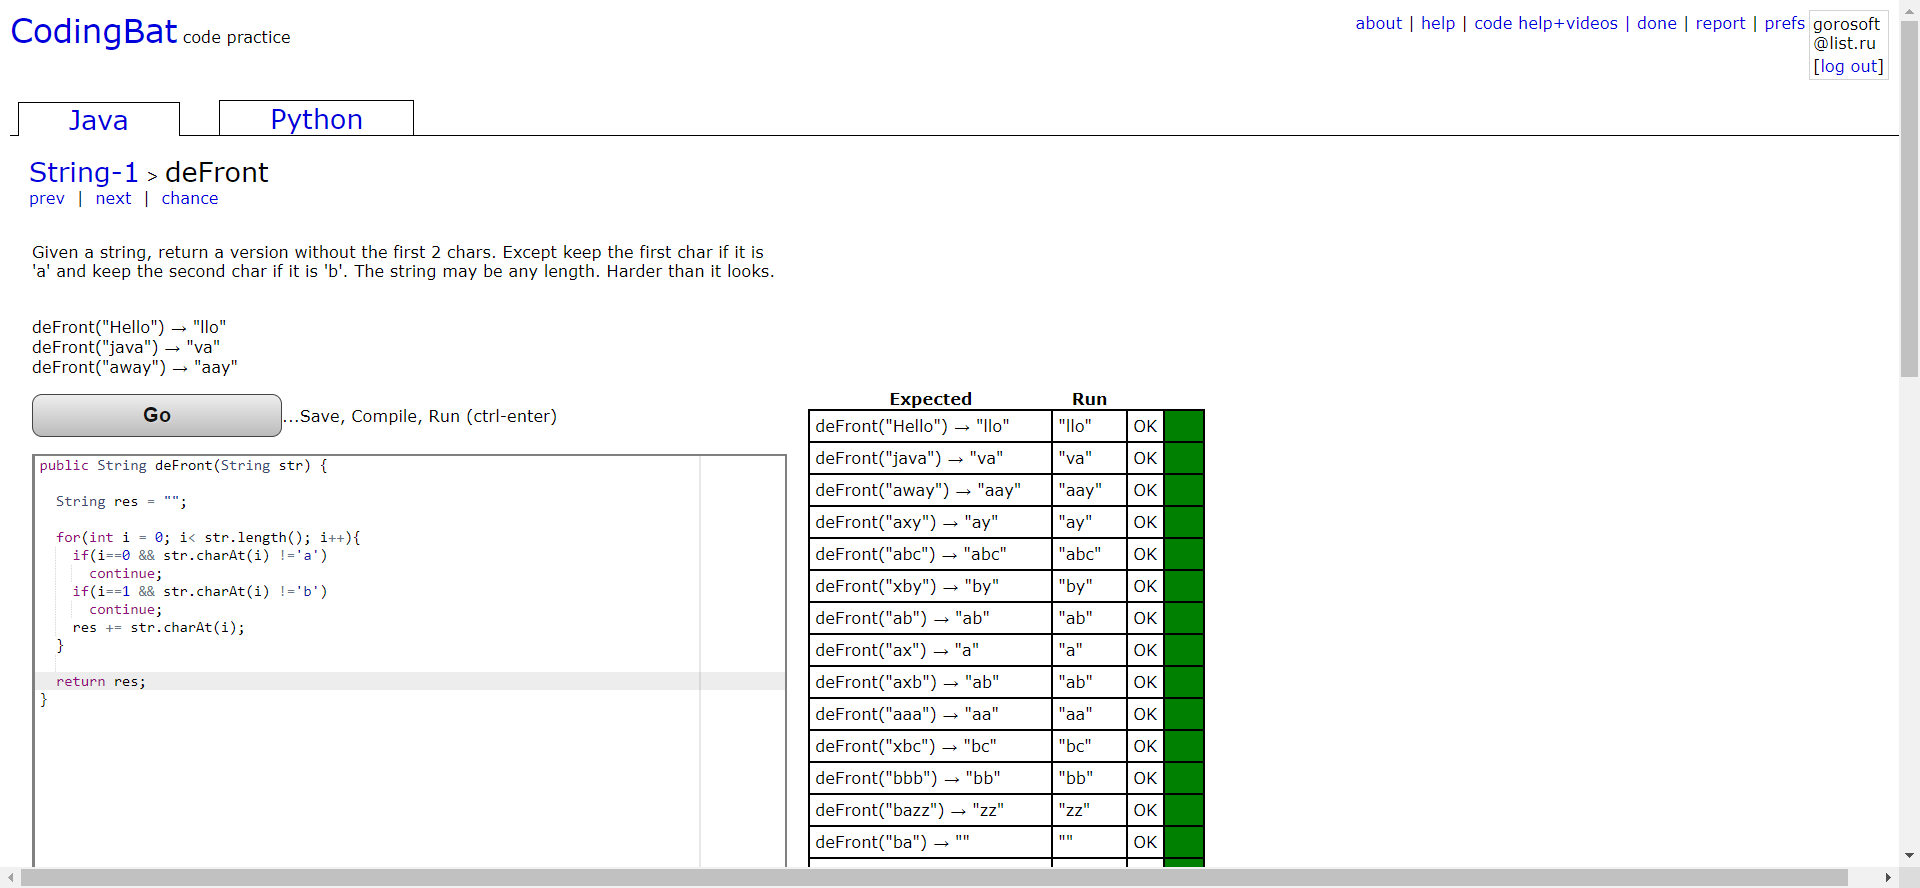 CodingBat code practice
about | help | code help+videos | done | report | prefs
gorosoft
@list.ru
[log out]
Java
Python
String-1 > deFront
prev | next | chance
Given a string, return a version without the first 2 chars. Except keep the first char if it is
'a' and keep the second char if it is 'b'. The string may be any length. Harder than it looks.
deFront("Hello") → "llo"
deFront("java") → "va"
deFront("away") → "aay"
Go ...Save, Compile, Run (ctrl-enter)
public String deFront(String str) {
String res = "";
for(int i = 0; i< str.length(); i++){
if(i==0 && str.charAt(i) !='a')
continue;
if(i==1 && str.charAt(i) !='b')
continue;
res += str.charAt(i);
}
return res;
}
Expected Run
deFront("Hello") → "llo" "llo" OK
deFront("java") → "va" "va" OK
deFront("away") → "aay" "aay" OK
deFront("axy") → "ay" "ay" OK
deFront("abc") → "abc" "abc" OK
deFront("xby") → "by" "by" OK
deFront("ab") → "ab" "ab" OK
deFront("ax") → "a" "a" OK
deFront("axb") → "ab" "ab" OK
deFront("aaa") → "aa" "aa" OK
deFront("xbc") → "bc" "bc" OK
deFront("bbb") → "bb" "bb" OK
deFront("bazz") → "zz" "zz" OK
deFront("ba") → "" "" OK